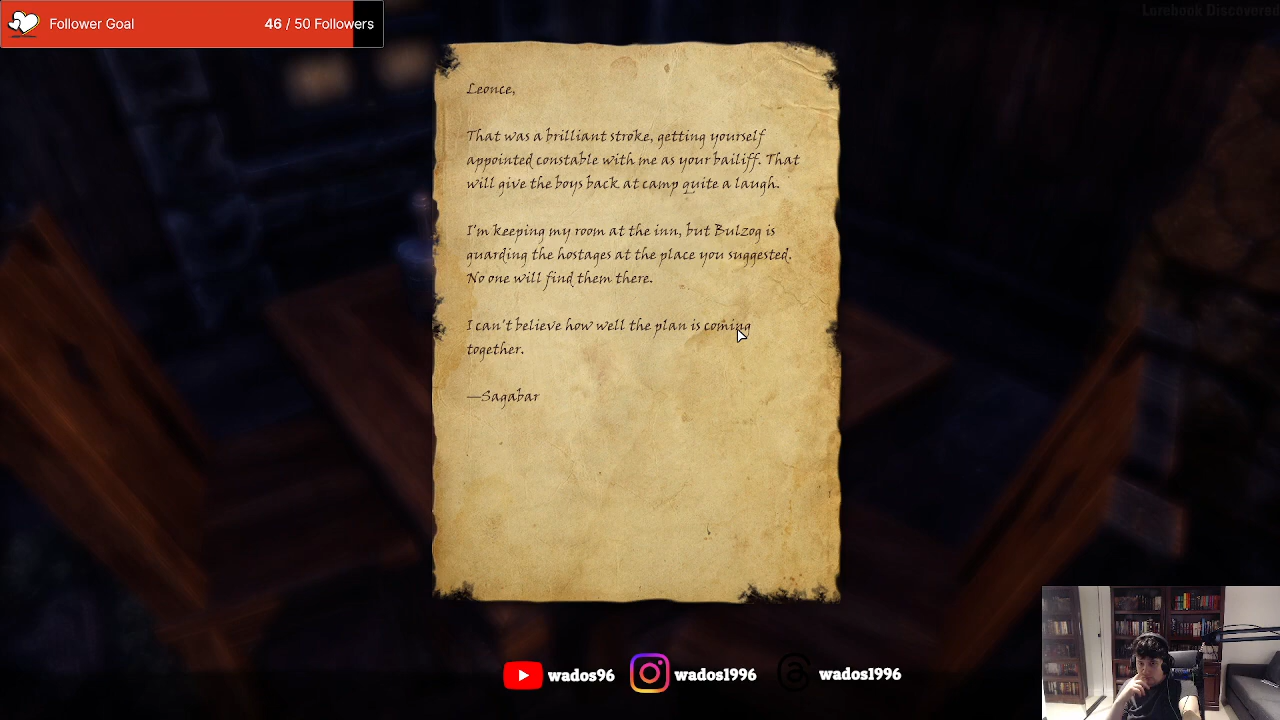 Follower Goal
46 / 50 Followers
Lorebook Discovered
Leonce,
That was a brilliant stroke, getting yourself
appointed constable with me as your bailiff. That
will give the boys back at camp quite a laugh.
I'm keeping my room at the inn, but Bulzog is
guarding the hostages at the place you suggested.
No one will find them there.
I can't believe how well the plan is coming
together.
—Sagabar
wados96
wados1996
wados1996